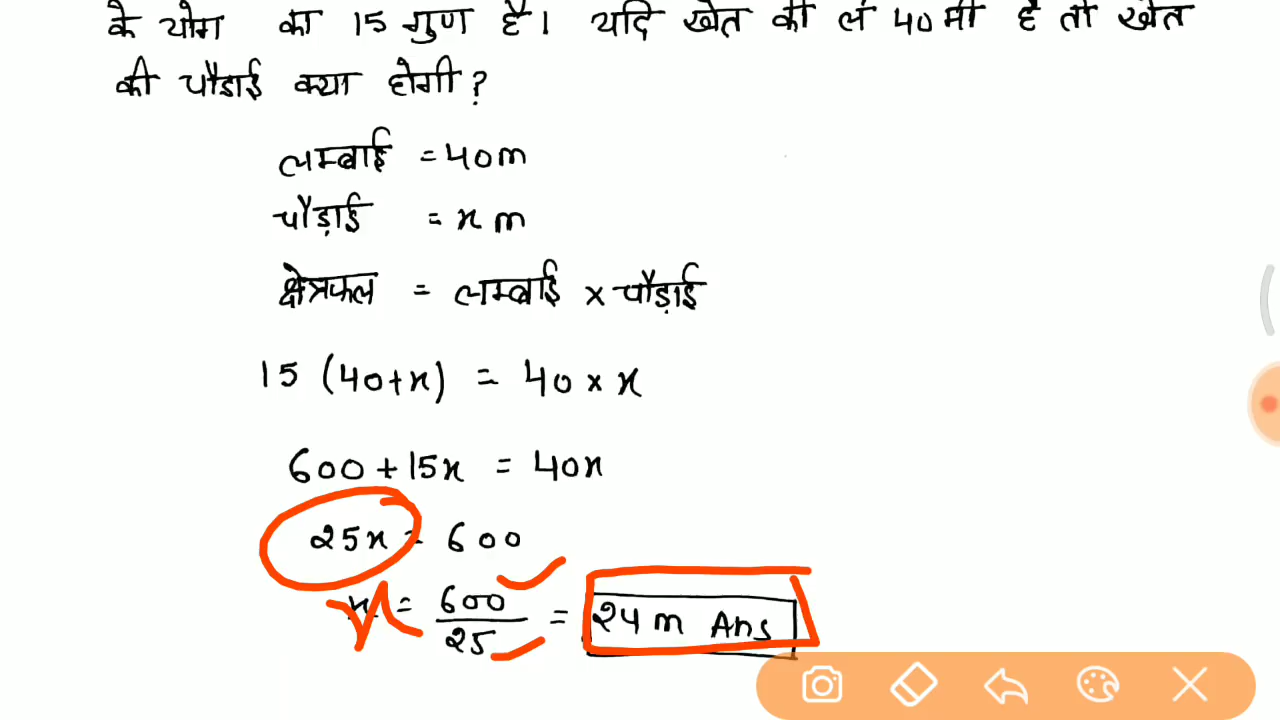 के योग का 15 गुण है। यदि खेत की लं 40 मी है तो खेत
की चौडाई क्या होगी?
लम्बाई = 40m
चौड़ाई = x m
क्षेत्रफल = लम्बाई x चौड़ाई
15 (40+x) = 40 x x
600 + 15x = 40x
25x = 600
x = 600/25 = 24 m Ans